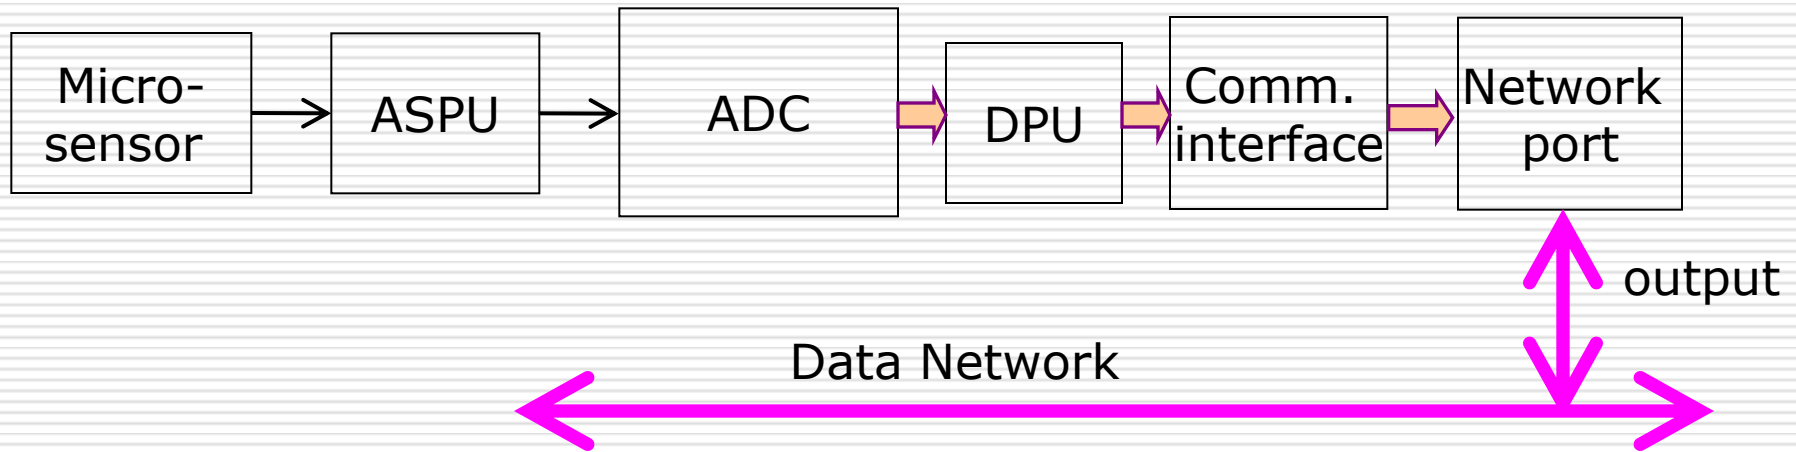 Micro-
sensor
ASPU
ADC
DPU
Comm.
interface
Network
port
output
Data Network